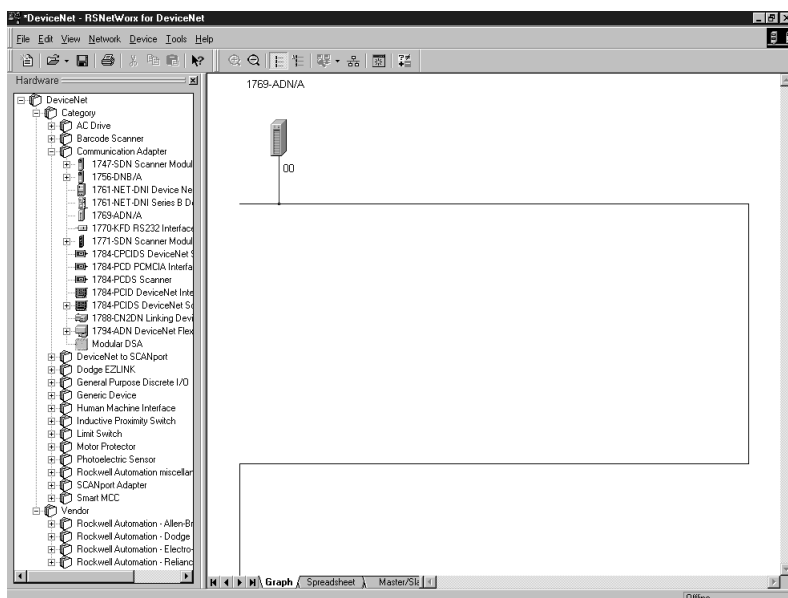 *DeviceNet - RSNetWorx for DeviceNet
File Edit View Network Device Tools Help
Hardware
DeviceNet
Category
AC Drive
Barcode Scanner
Communication Adapter
1747-SDN Scanner Modul
1756-DNB/A
1761-NET-DNI Device Ne
1761-NET-DNI Series B De
1769-ADN/A
1770-KFD RS232 Interface
1771-SDN Scanner Modul
1784-CPCIDS DeviceNet S
1784-PCD PCMCIA Interfa
1784-PCDS Scanner
1784-PCID DeviceNet Inte
1784-PCIDS DeviceNet Sc
1788-CN2DN Linking Devi
1794-ADN DeviceNet Flex
Modular DSA
DeviceNet to SCANport
Dodge EZLINK
General Purpose Discrete I/O
Generic Device
Human Machine Interface
Inductive Proximity Switch
Limit Switch
Motor Protector
Photoelectric Sensor
Rockwell Automation miscellar
SCANport Adapter
Smart MCC
Vendor
Rockwell Automation - Allen-Br
Rockwell Automation - Dodge
Rockwell Automation - Electro-
Rockwell Automation - Relianc
1769-ADN/A
00
Graph Spreadsheet Master/Sla
Offline